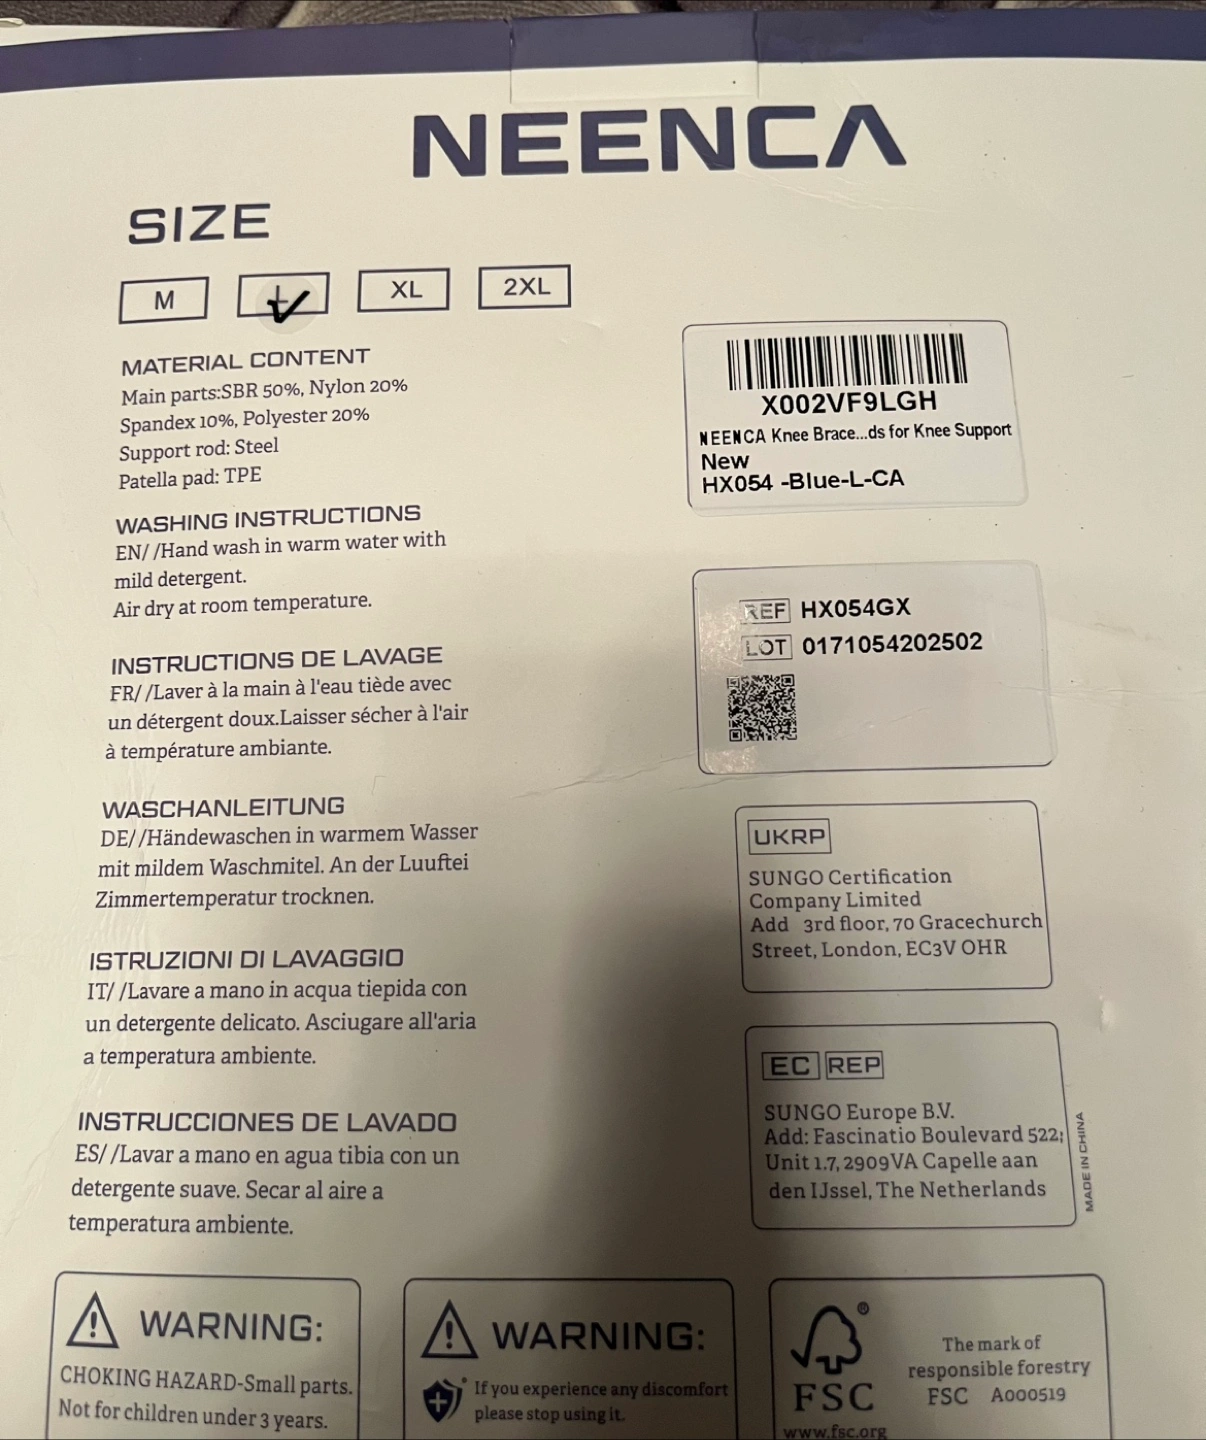 NEENCA
SIZE
M
L
XL
2XL
MATERIAL CONTENT
Main parts:SBR 50%, Nylon 20%
Spandex 10%, Polyester 20%
Support rod: Steel
Patella pad: TPE
WASHING INSTRUCTIONS
EN/ /Hand wash in warm water with
mild detergent.
Air dry at room temperature.
INSTRUCTIONS DE LAVAGE
FR/ /Laver à la main à l'eau tiède avec
un détergent doux.Laisser sécher à l'air
à température ambiante.
WASCHANLEITUNG
DE/ /Händewaschen in warmem Wasser
mit mildem Waschmitel. An der Luuftei
Zimmertemperatur trocknen.
ISTRUZIONI DI LAVAGGIO
IT/ /Lavare a mano in acqua tiepida con
un detergente delicato. Asciugare all'aria
a temperatura ambiente.
INSTRUCCIONES DE LAVADO
ES/ /Lavar a mano en agua tibia con un
detergente suave. Secar al aire a
temperatura ambiente.
X002VF9LGH
NEENCA Knee Brace...ds for Knee Support
New
HX054 -Blue-L-CA
REF HX054GX
LOT 0171054202502
UKRP
SUNGO Certification
Company Limited
Add 3rd floor, 70 Gracechurch
Street, London, EC3V OHR
EC REP
SUNGO Europe B.V.
Add: Fascinatio Boulevard 522;
Unit 1.7, 2909VA Capelle aan
den IJssel, The Netherlands
MADE IN CHINA
WARNING:
CHOKING HAZARD-Small parts.
Not for children under 3 years.
WARNING:
If you experience any discomfort
please stop using it.
®
FSC
www.fsc.org
The mark of
responsible forestry
FSC A000519